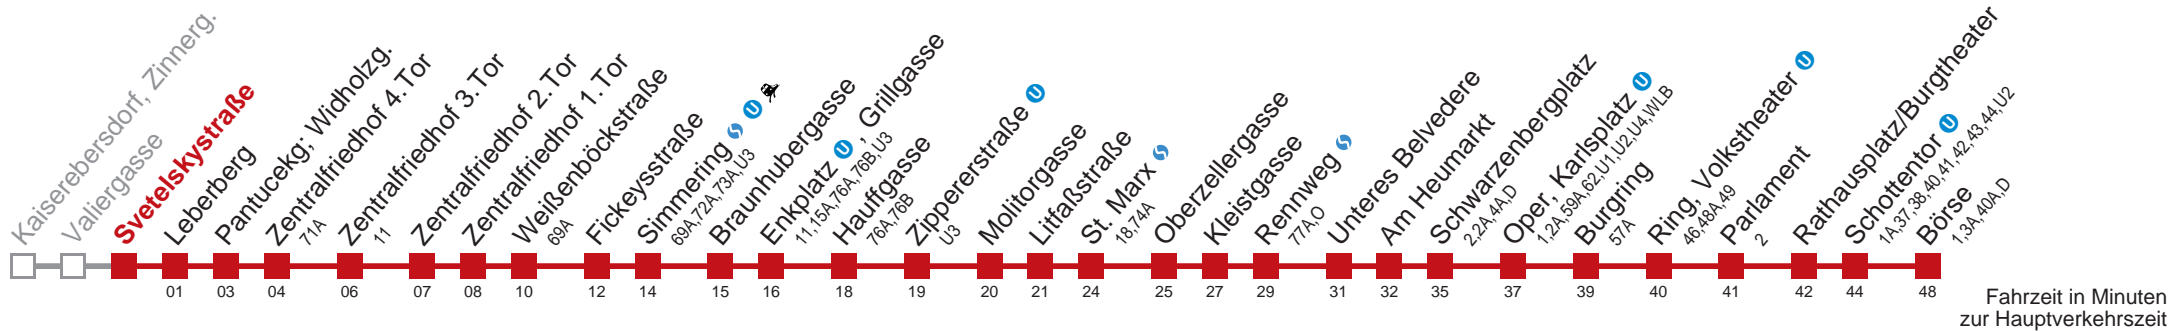 Kaiserebersdorf, Zinnerg.
Valiergasse
Svetelskystraße
Leberberg
01
Pantucekg; Widholzg.
03
Zentralfriedhof 4.Tor
71A
04
Zentralfriedhof 3.Tor
11
06
Zentralfriedhof 2.Tor
07
Zentralfriedhof 1.Tor
08
Weißenböckstraße
69A
10
Fickeysstraße
12
Simmering S U
69A,72A,73A,U3
14
Braunhubergasse
15
Enkplatz U , Grillgasse
11,15A,76A,76B,U3
16
Hauffgasse
76A,76B
18
Zippererstraße U
U3
19
Molitorgasse
20
Litfaßstraße
21
St. Marx S
18,74A
24
Oberzellergasse
25
Kleistgasse
27
Rennweg S
77A,O
29
Unteres Belvedere
31
Am Heumarkt
32
Schwarzenbergplatz
2,2A,4A,D
35
Oper, Karlsplatz U
1,2A,59A,62,U1,U2,U4,WLB
37
Burgring
57A
39
Ring, Volkstheater U
46,48A,49
40
Parlament
2
41
Rathausplatz/Burgtheater
42
Schottentor U
1A,37,38,40,41,42,43,44,U2
44
Börse
1,3A,40A,D
48
Fahrzeit in Minuten
zur Hauptverkehrszeit